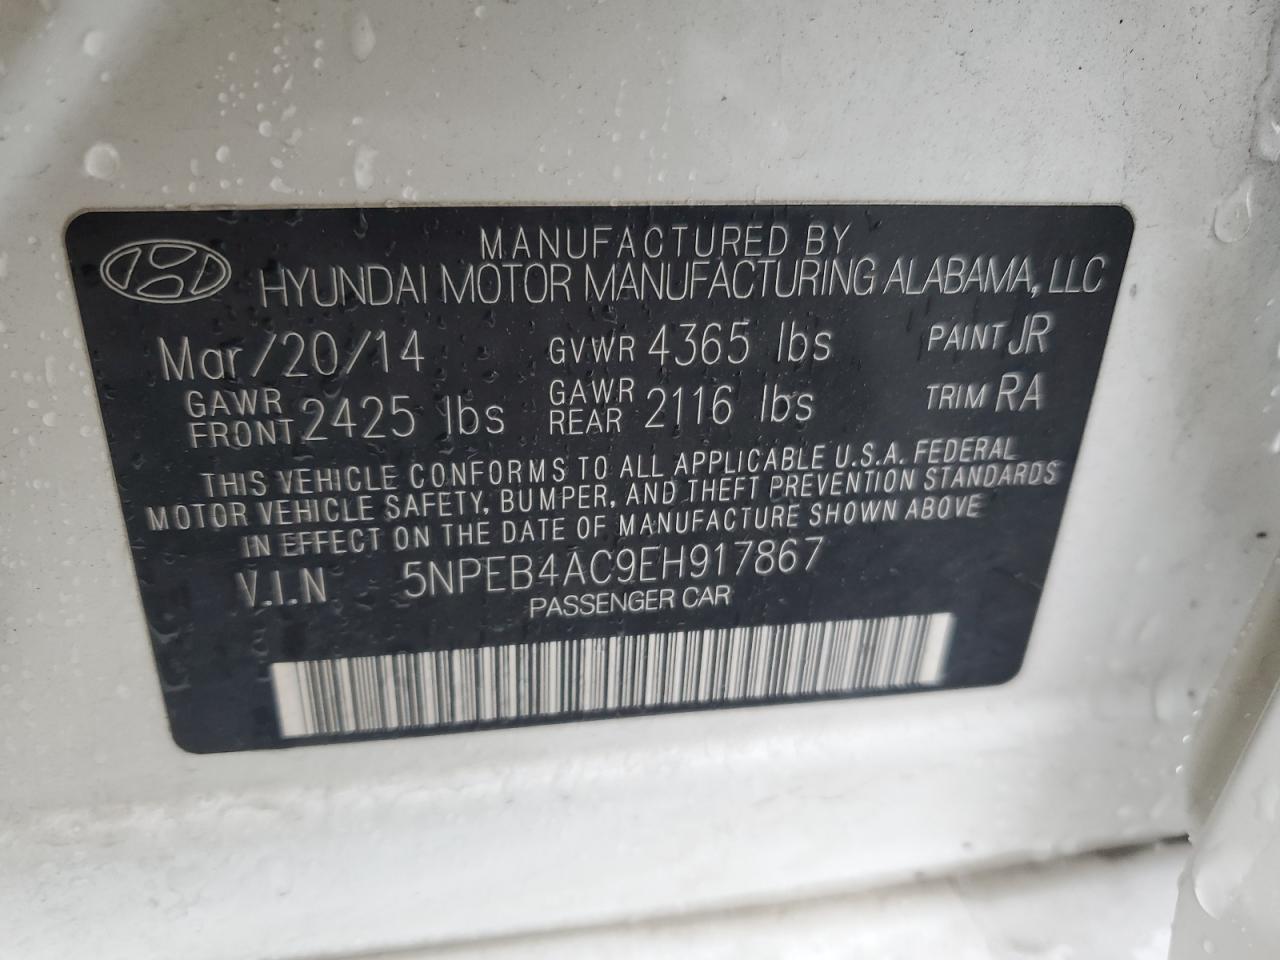 MANUFACTURED BY
HYUNDAI MOTOR MANUFACTURING ALABAMA, LLC
Mar/20/14 GVWR 4365 lbs PAINT JR
GAWR FRONT 2425 lbs GAWR REAR 2116 lbs TRIM RA
THIS VEHICLE CONFORMS TO ALL APPLICABLE U.S.A. FEDERAL
MOTOR VEHICLE SAFETY, BUMPER, AND THEFT PREVENTION STANDARDS
IN EFFECT ON THE DATE OF MANUFACTURE SHOWN ABOVE
V.I.N 5NPEB4AC9EH917867
PASSENGER CAR